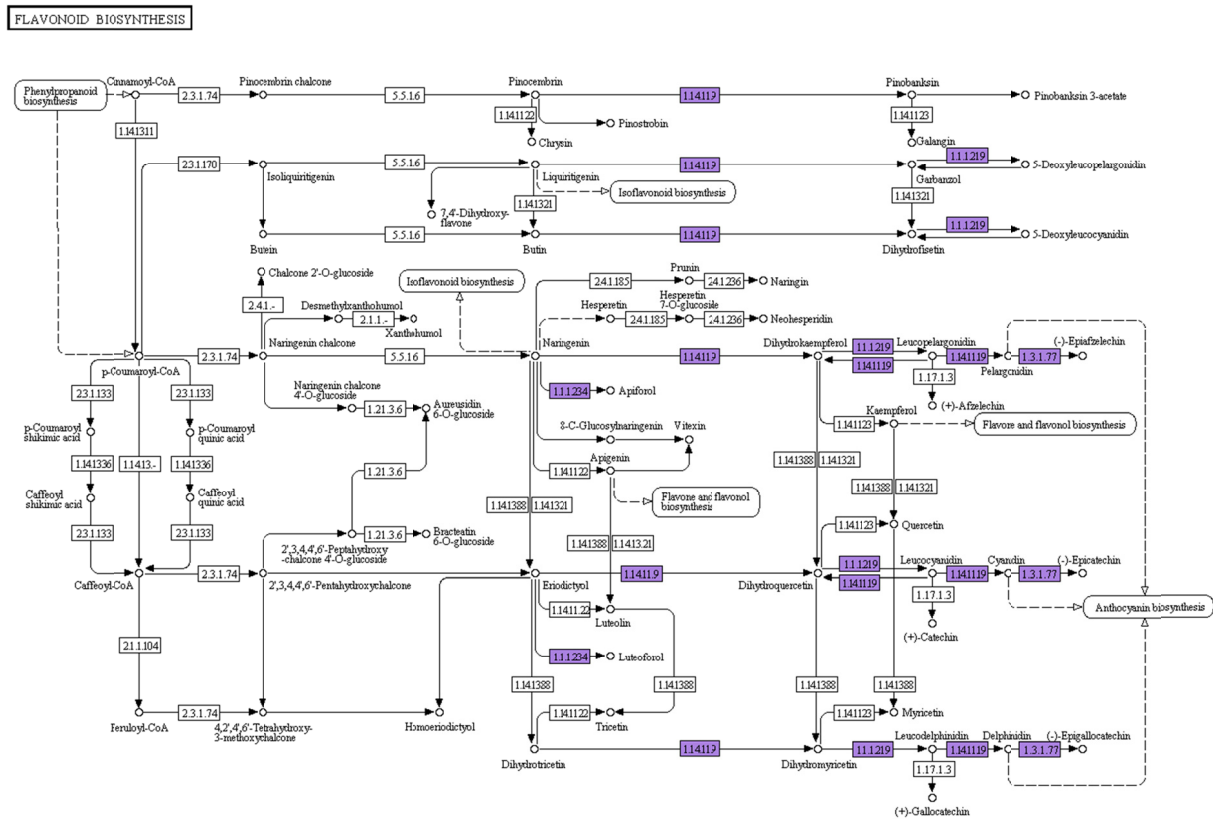 FLAVONOID BIOSYNTHESIS
Phenylpropanoid
biosynthesis
Cinnamoyl-CoA
2.3.1.74
Pinocembrin chalcone
5.5.1.6
Pinocembrin
1.14.11.9
Pinobanksin
Pinobanksin 3-acetate
1.14.13.11
1.14.11.22
Pinostrobin
Chrysin
1.14.11.23
Galangin
2.3.1.170
Isoliquiritigenin
5.5.1.6
Liquiritigenin
1.14.11.9
Garbanzol
1.1.1.219
5-Deoxyleucopelargonidin
Isoflavonoid biosynthesis
7,4'-Dihydroxy-
flavone
1.14.13.21
1.14.13.21
Butein
5.5.1.6
Butin
1.14.11.9
Dihydrofisetin
1.1.1.219
5-Deoxyleucocyanidin
Chalcone 2'-O-glucoside
2.4.1.-
Isoflavonoid biosynthesis
2.4.1.185
Prunin
2.4.1.236
Naringin
Desmethylxanthohumol
2.1.1.-
Xanthohumol
Hesperetin
2.4.1.185
Hesperetin
7-O-glucoside
2.4.1.236
Neohesperidin
p-Coumaroyl-CoA
2.3.1.74
Naringenin chalcone
5.5.1.6
Naringenin
1.14.11.9
Dihydrokaempferol
1.1.1.219
1.14.11.9
Leucopelargonidin
1.14.11.19
Pelargonidin
1.3.1.77
(-)-Epiafzelechin
1.17.1.3
(+)-Afzelechin
2.3.1.133
2.3.1.133
Naringenin chalcone
4'-O-glucoside
1.21.3.6
Aureusidin
6-O-glucoside
1.1.1.234
Apiforol
Kaempferol
1.14.11.23
Flavore and flavonol biosynthesis
p-Coumaroyl
shikimic acid
p-Coumaroyl
quinic acid
8-C-Glucosylnaringenin
Vitexin
1.14.13.36
1.14.13.-
1.14.13.36
1.21.3.6
1.14.11.22
Apigenin
Flavone and flavonol
biosynthesis
1.14.13.88
1.14.13.21
1.14.13.88
1.14.13.21
Caffeoyl
shikimic acid
Caffeoyl
quinic acid
1.14.13.88
1.14.13.21
2.3.1.133
2.3.1.133
1.21.3.6
Bracteatin
6-O-glucoside
2',3,4,4',6'-Peptahydroxy
-chalcone 4'-O-glucoside
1.14.13.88
1.14.13.21
1.14.11.23
Quercetin
Caffeoyl-CoA
2.3.1.74
2',3,4,4',6'-Pentahydroxychalcone
Eriodictyol
1.14.11.9
Dihydroquercetin
1.1.1.219
1.14.11.9
Leucocyanidin
1.14.11.19
Cyandin
1.3.1.77
(-)-Epicatechin
1.17.1.3
(+)-Catechin
Anthocyanin biosynthesis
1.14.11.22
Luteolin
2.1.1.104
1.1.1.234
Luteoforol
1.14.13.88
1.14.13.88
1.14.13.88
1.14.13.88
Feruloyl-CoA
2.3.1.74
4,2',4',6'-Tetrahydroxy-
3-methoxychalcone
Homoeriodictyol
1.14.11.22
Tricetin
1.14.11.23
Myricetin
Dihydrotricetin
1.14.11.9
Dihydromyricetin
1.1.1.219
Leucodelphinidin
1.14.11.19
Delphinidin
1.3.1.77
(-)-Epigallocatechin
1.17.1.3
(+)-Gallocatechin